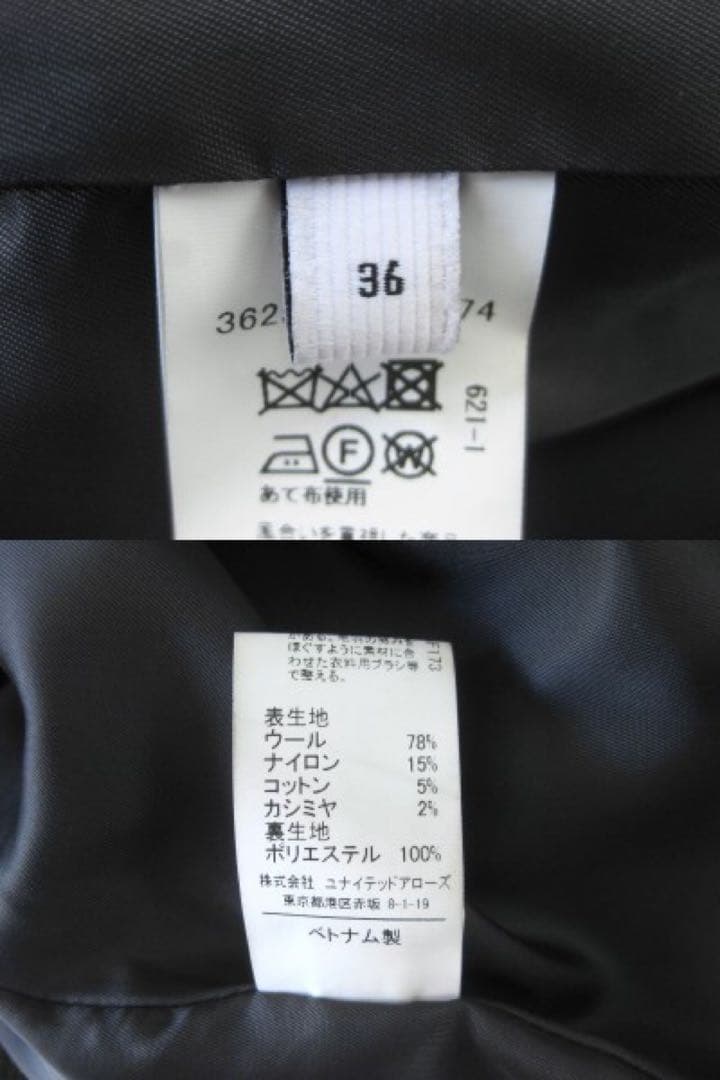 36
362
74
621-1
F
W
あて布使用
ほぐすように素材に合
わせた衣料用ブラシ等
で整える。
表生地
ウール 78%
ナイロン 15%
コットン 5%
カシミヤ 2%
裏生地
ポリエステル 100%
株式会社 ユナイテッドアローズ
東京都港区赤坂 8-1-19
ベトナム製